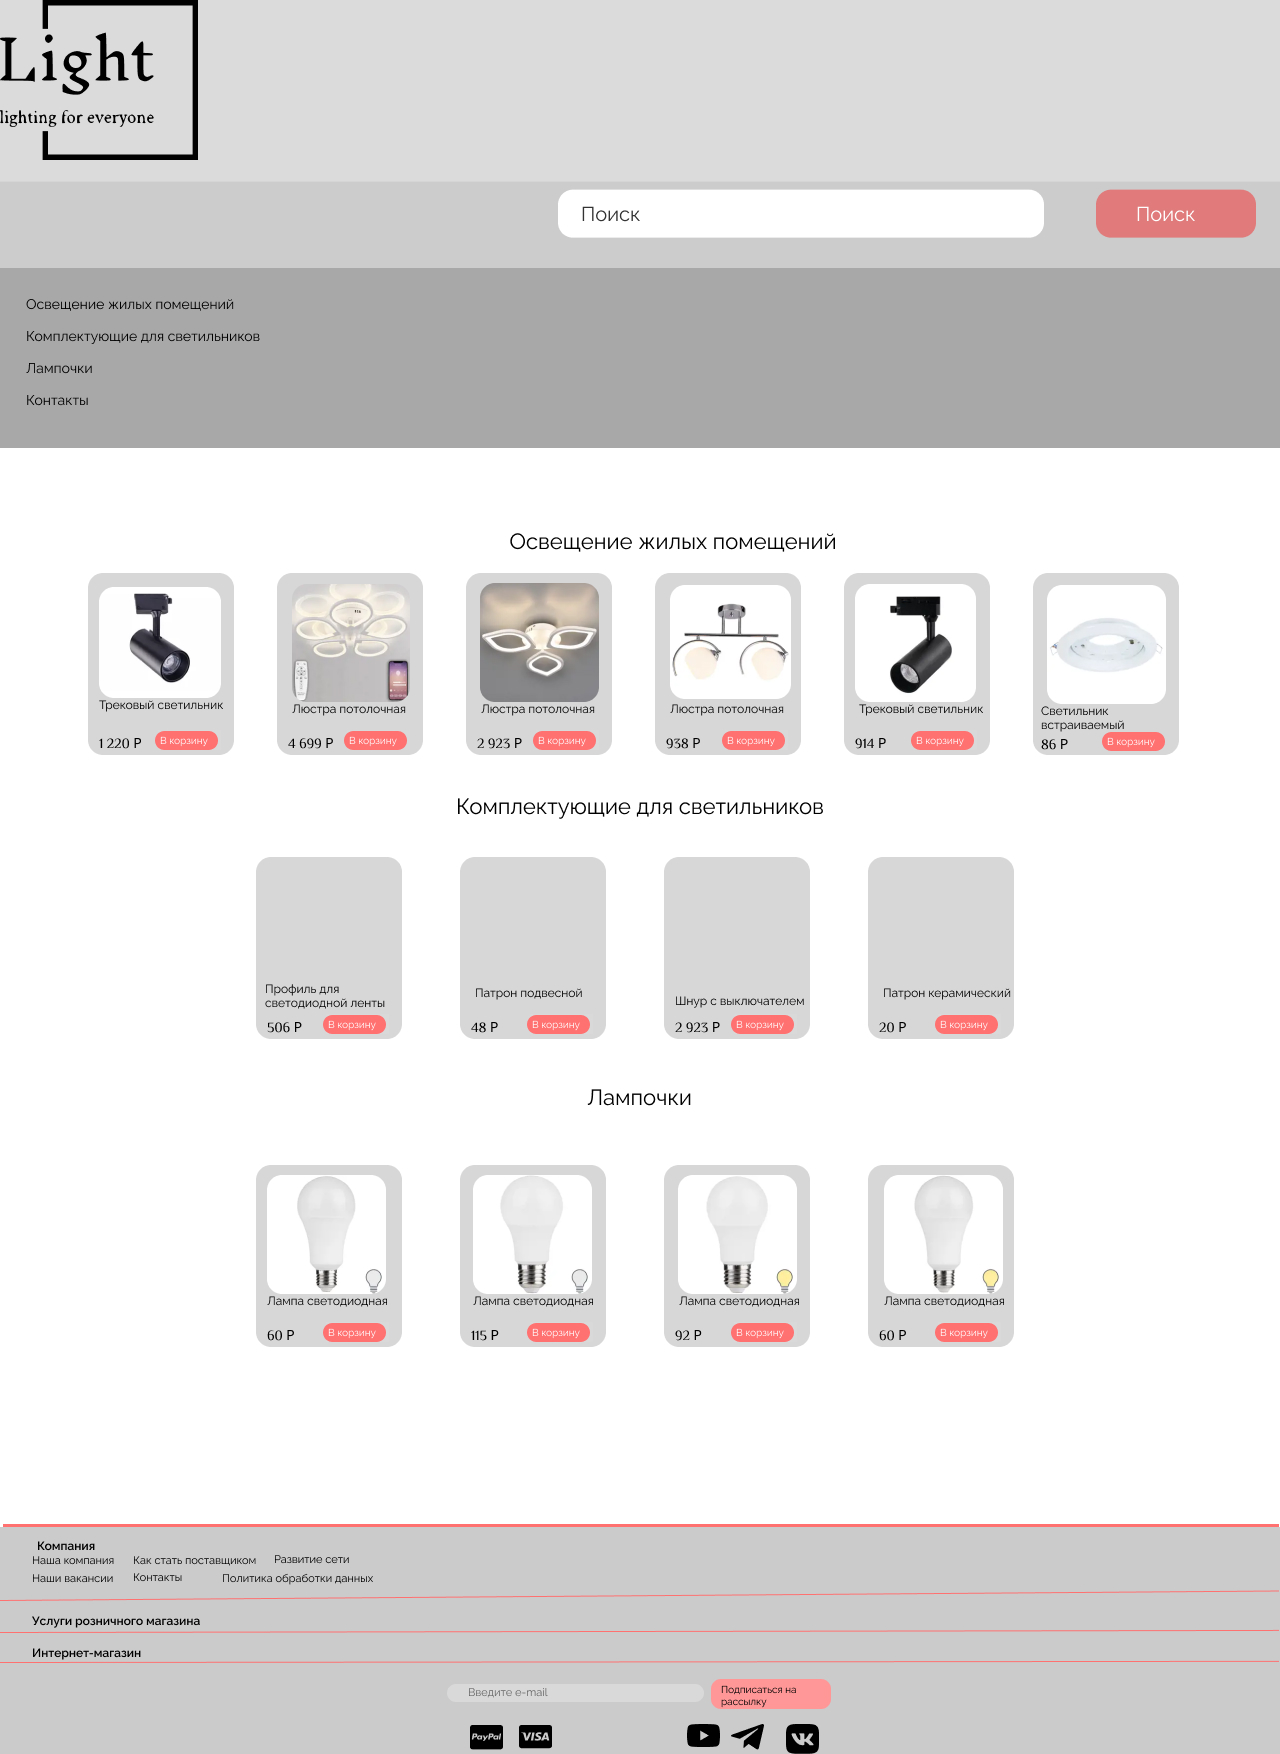 Light
lighting for everyone
Поиск
Поиск
Освещение жилых помещений
Комплектующие для светильников
Лампочки
Контакты
Освещение жилых помещений
Трековый светильник
1 220 Р
В корзину
Люстра потолочная
4 699 Р
В корзину
Люстра потолочная
2 923 Р
В корзину
Люстра потолочная
938 Р
В корзину
Трековый светильник
914 Р
В корзину
Светильник
встраиваемый
86 Р
В корзину
Комплектующие для светильников
Профиль для
светодиодной ленты
506 Р
В корзину
Патрон подвесной
48 Р
В корзину
Шнур с выключателем
2 923 Р
В корзину
Патрон керамический
20 Р
В корзину
Лампочки
Лампа светодиодная
60 Р
В корзину
Лампа светодиодная
115 Р
В корзину
Лампа светодиодная
92 Р
В корзину
Лампа светодиодная
60 Р
В корзину
Компания
Наша компания Как стать поставщиком Развитие сети
Наши вакансии Контакты Политика обработки данных
Услуги розничного магазина
Интернет-магазин
Введите e-mail
Подписаться на
рассылку
PayPal VISA